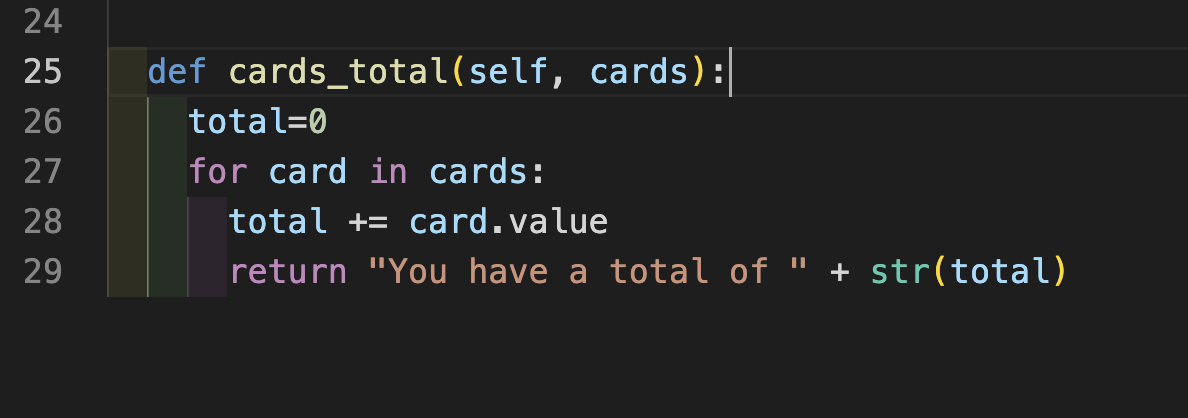 24
25 def cards_total(self, cards):
26 total=0
27 for card in cards:
28 total += card.value
29 return "You have a total of " + str(total)